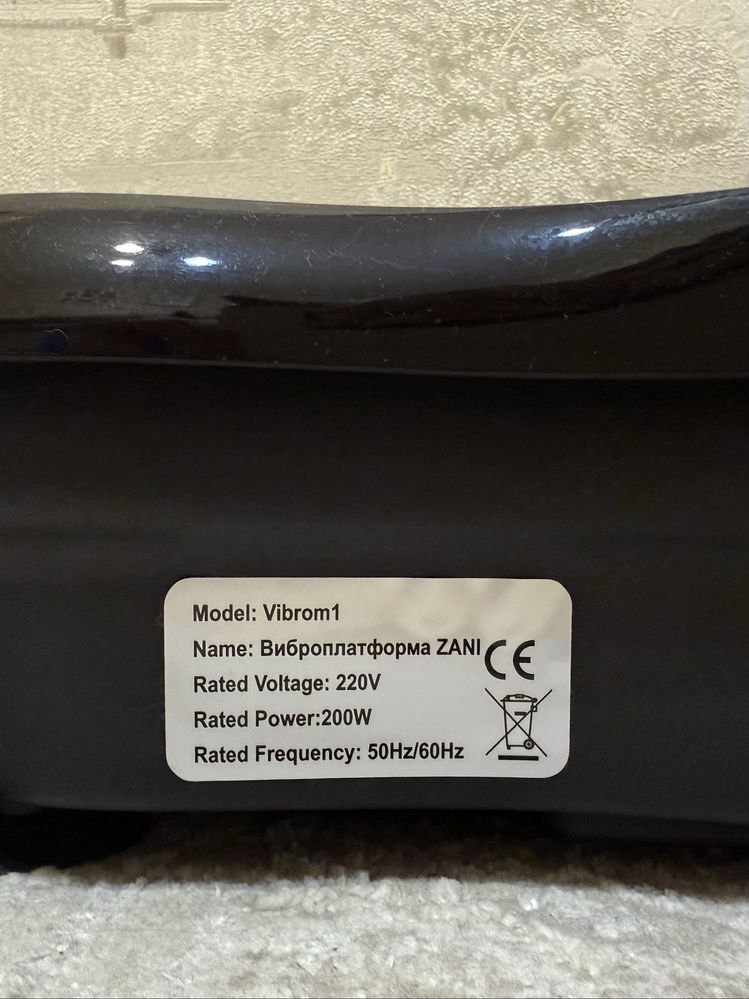 Model: Vibrom1
Name: Виброплатформа ZANI
CE
Rated Voltage: 220V
Rated Power:200W
Rated Frequency: 50Hz/60Hz